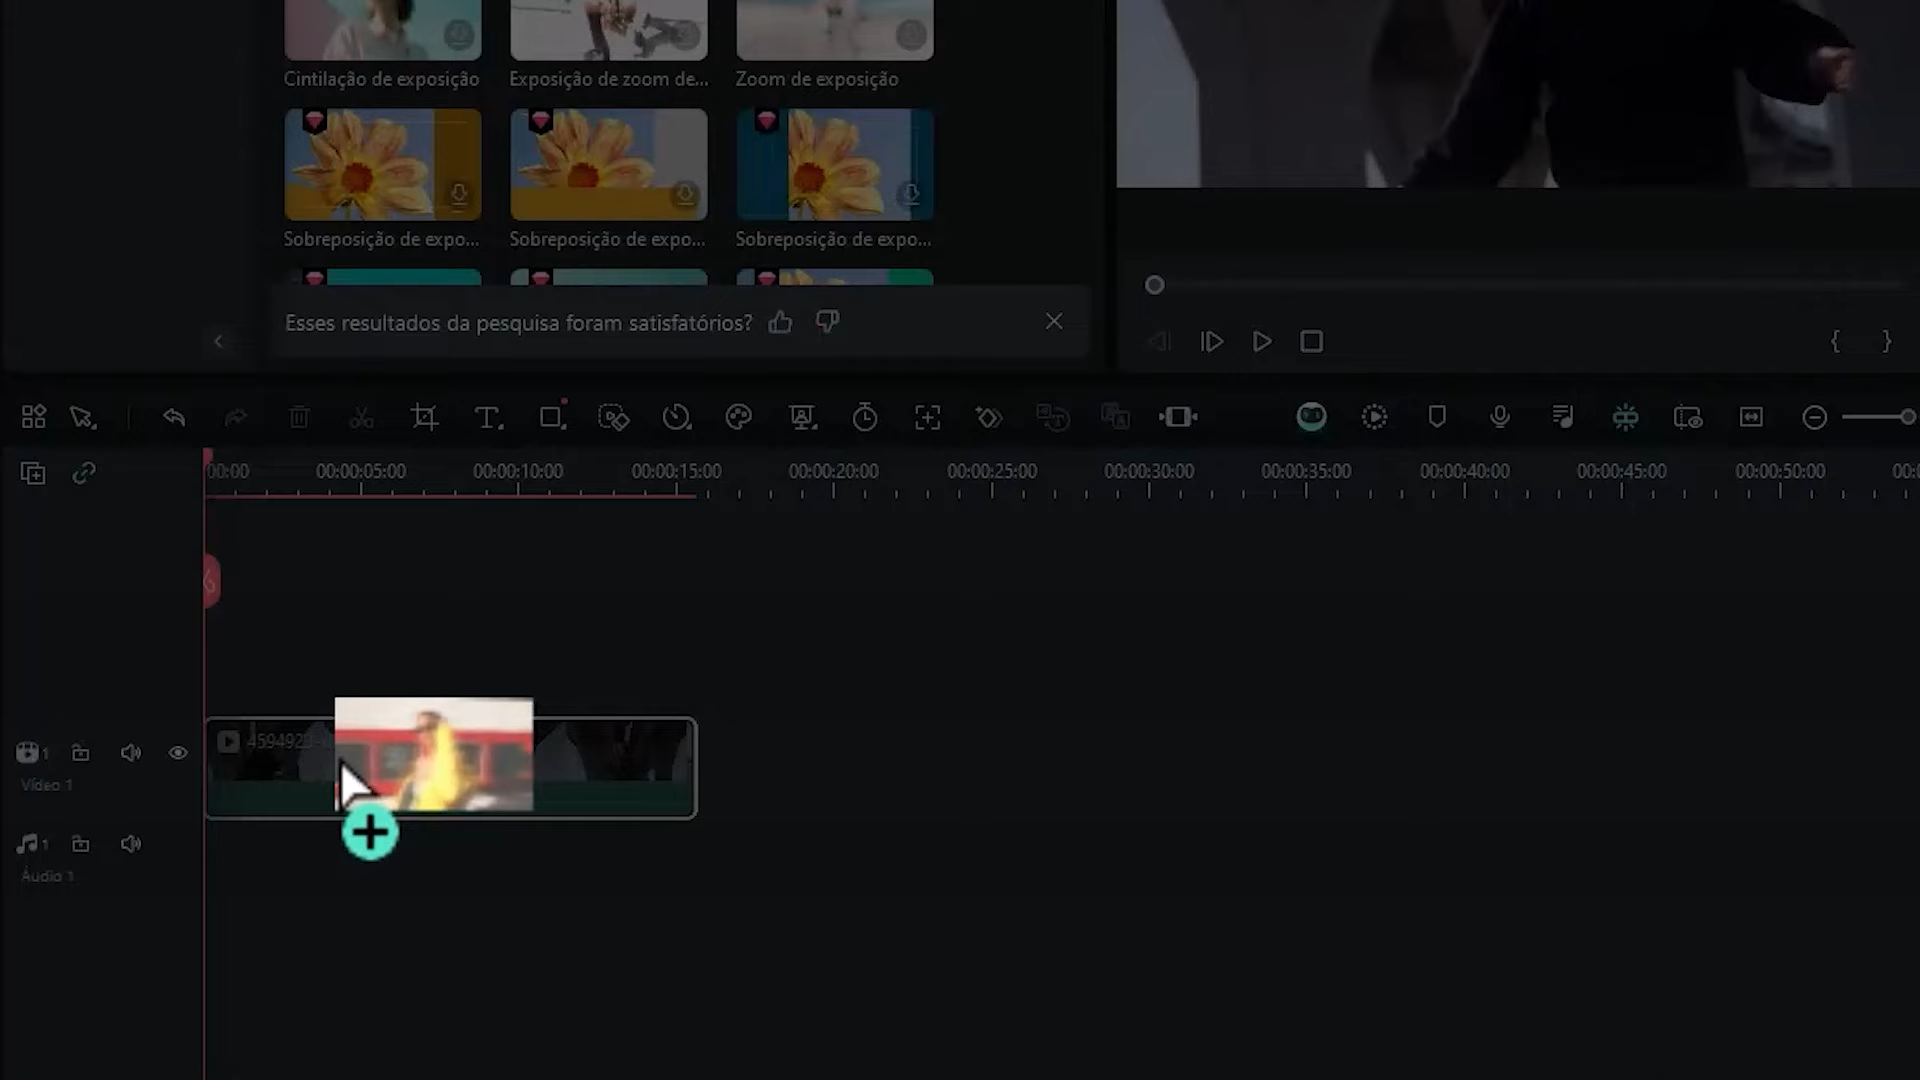 Cintilação de exposição
Exposição de zoom de...
Zoom de exposição
Sobreposição de expo...
Sobreposição de expo...
Sobreposição de expo...
Esses resultados da pesquisa foram satisfatórios?
00:00
00:00:05:00
00:00:10:00
00:00:15:00
00:00:20:00
00:00:25:00
00:00:30:00
00:00:35:00
00:00:40:00
00:00:45:00
00:00:50:00
1
Vídeo 1
1
Áudio 1